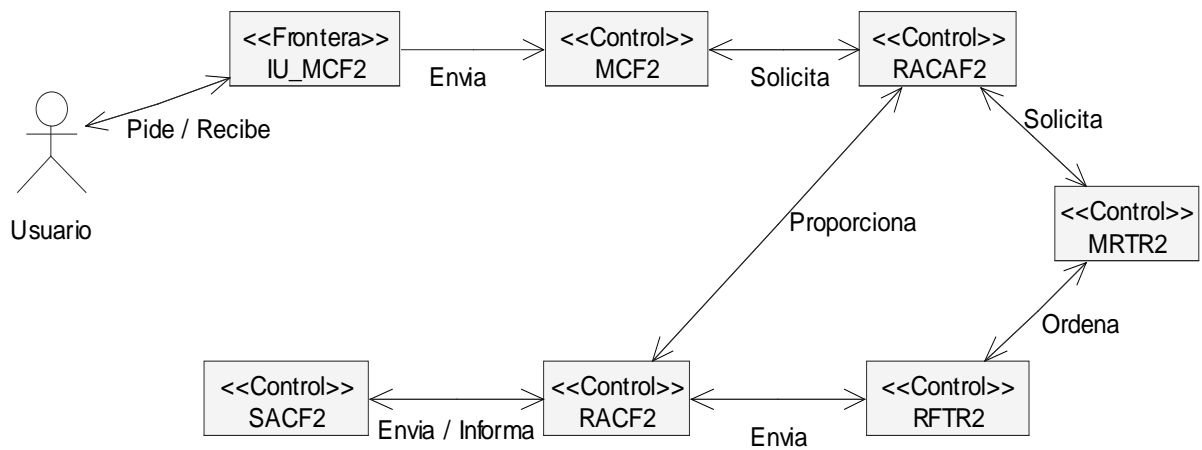 <<Frontera>>
IU_MCF2
Envia
<<Control>>
MCF2
Solicita
<<Control>>
RACAF2
Pide / Recibe
Solicita
Usuario
Proporciona
<<Control>>
MRTR2
Ordena
<<Control>>
SACF2
Envia / Informa
<<Control>>
RACF2
Envia
<<Control>>
RFTR2